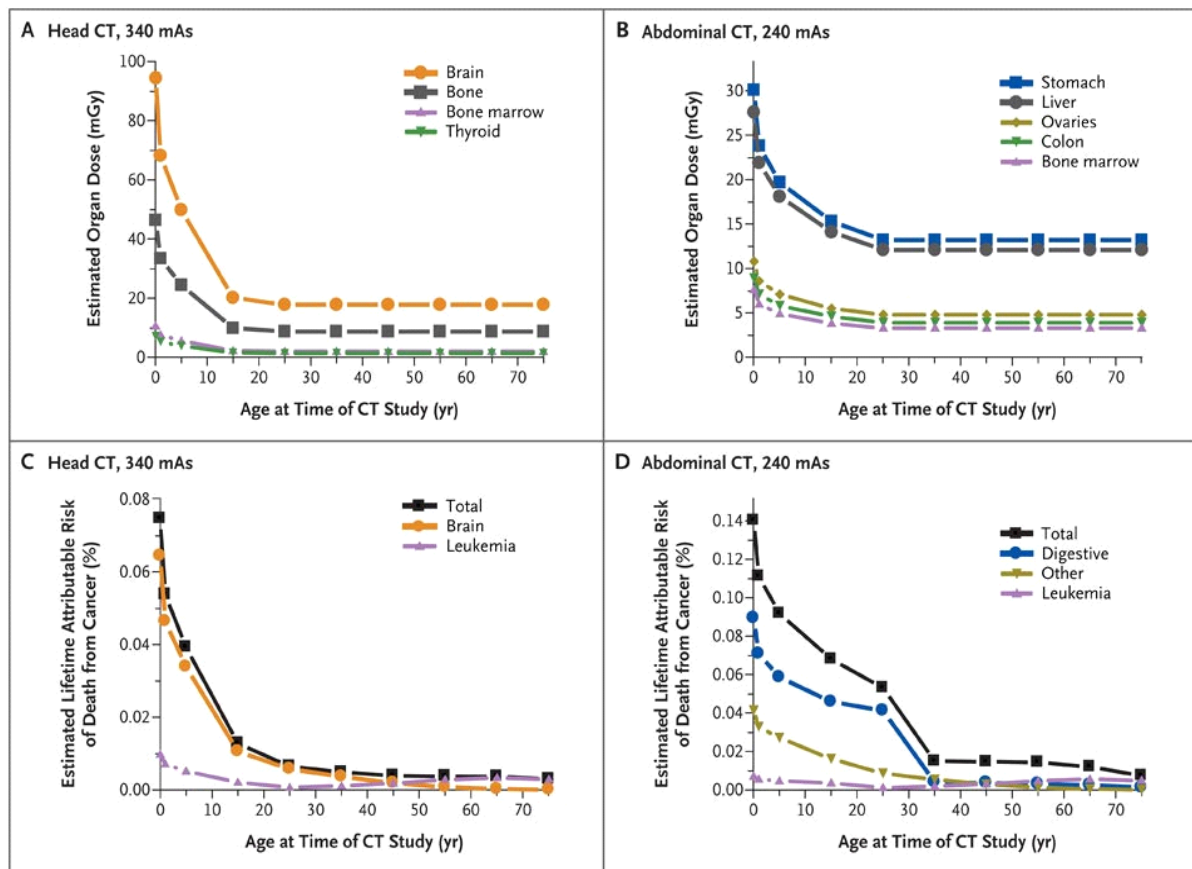 A Head CT, 340 mAs
100
80
60
40
20
0
Estimated Organ Dose (mGy)
Brain
Bone
Bone marrow
Thyroid
0 10 20 30 40 50 60 70
Age at Time of CT Study (yr)
B Abdominal CT, 240 mAs
30
25
20
15
10
5
0
Estimated Organ Dose (mGy)
Stomach
Liver
Ovaries
Colon
Bone marrow
0 10 20 30 40 50 60 70
Age at Time of CT Study (yr)
C Head CT, 340 mAs
0.08
0.06
0.04
0.02
0.00
Estimated Lifetime Attributable Risk
of Death from Cancer (%)
Total
Brain
Leukemia
0 10 20 30 40 50 60 70
Age at Time of CT Study (yr)
D Abdominal CT, 240 mAs
0.14
0.12
0.10
0.08
0.06
0.04
0.02
0.00
Estimated Lifetime Attributable Risk
of Death from Cancer (%)
Total
Digestive
Other
Leukemia
0 10 20 30 40 50 60 70
Age at Time of CT Study (yr)